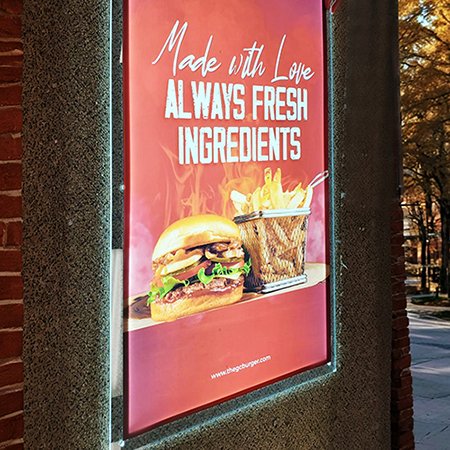 Made with Love
ALWAYS FRESH
INGREDIENTS
www.thegcburger.com